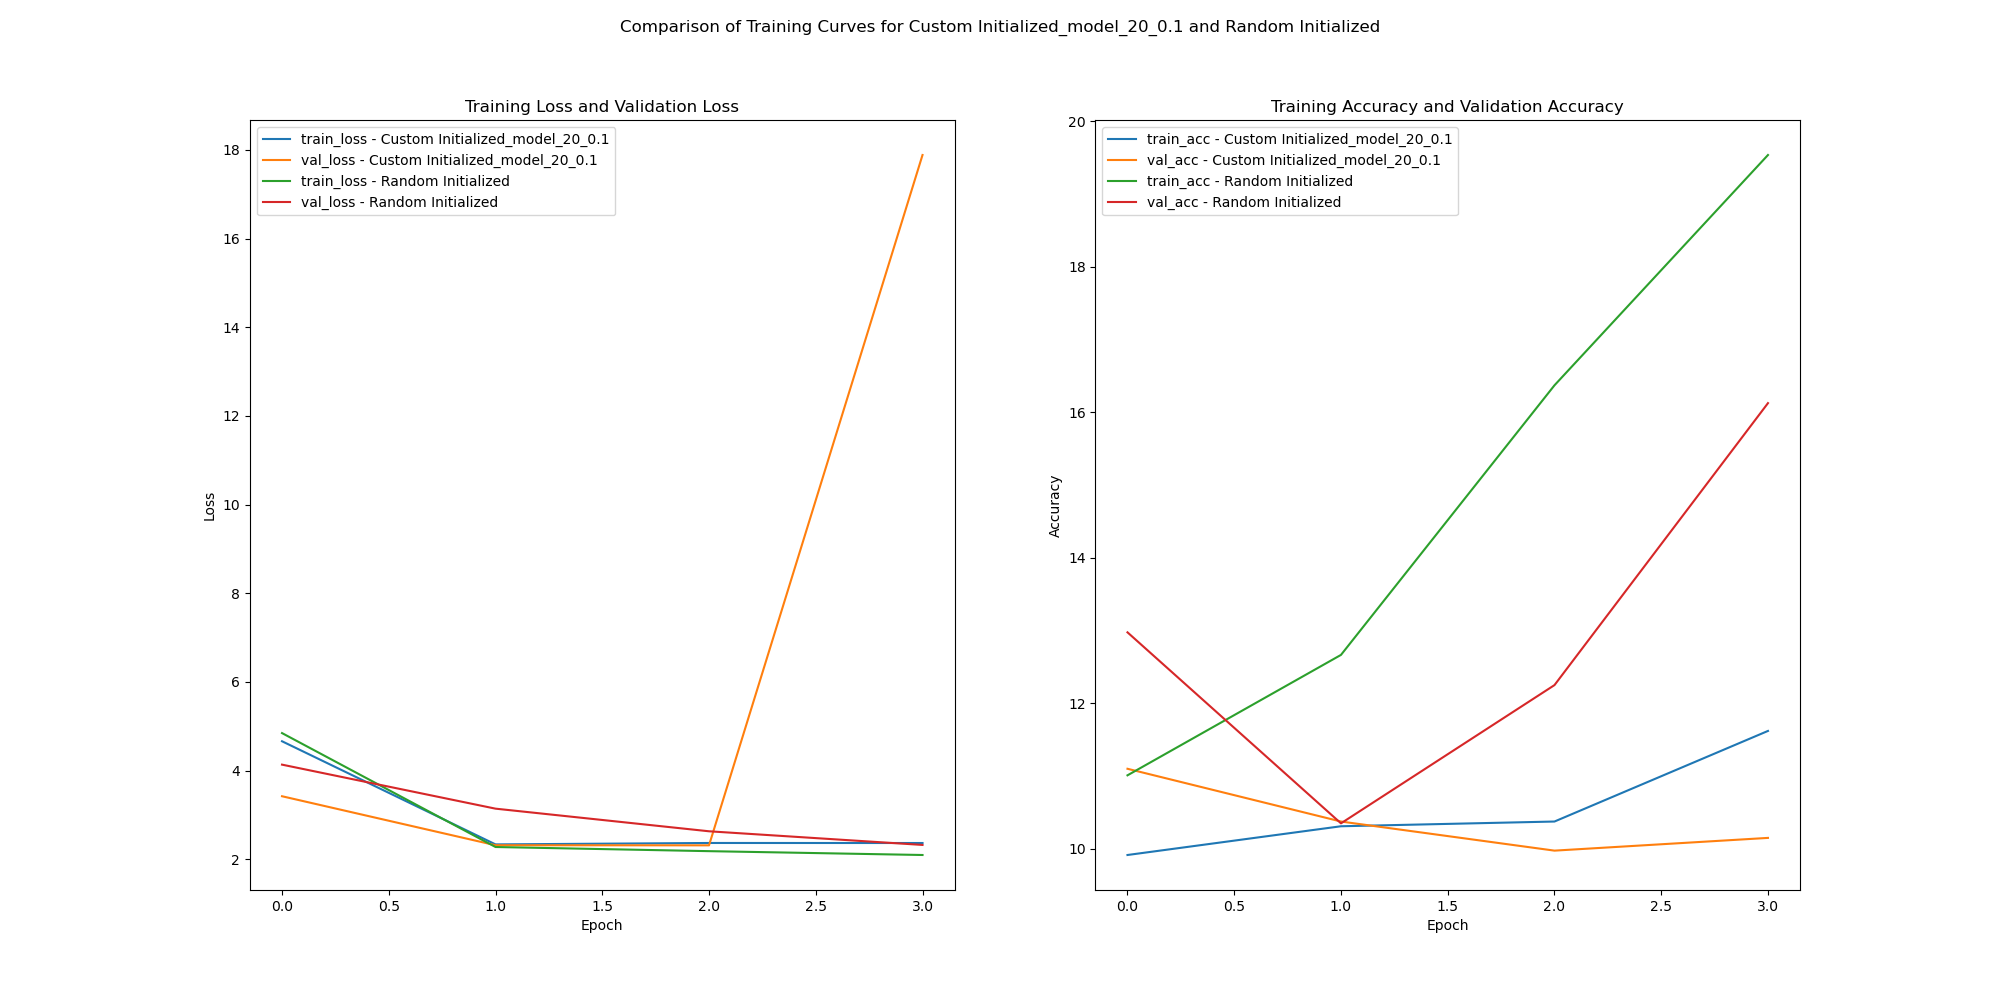 Comparison of Training Curves for Custom Initialized_model_20_0.1 and Random Initialized
Training Loss and Validation Loss
train_loss - Custom Initialized_model_20_0.1
val_loss - Custom Initialized_model_20_0.1
train_loss - Random Initialized
val_loss - Random Initialized
18
16
14
12
10
8
6
4
2
Loss
0.0 0.5 1.0 1.5 2.0 2.5 3.0
Epoch
Training Accuracy and Validation Accuracy
train_acc - Custom Initialized_model_20_0.1
val_acc - Custom Initialized_model_20_0.1
train_acc - Random Initialized
val_acc - Random Initialized
20
18
16
14
12
10
Accuracy
0.0 0.5 1.0 1.5 2.0 2.5 3.0
Epoch